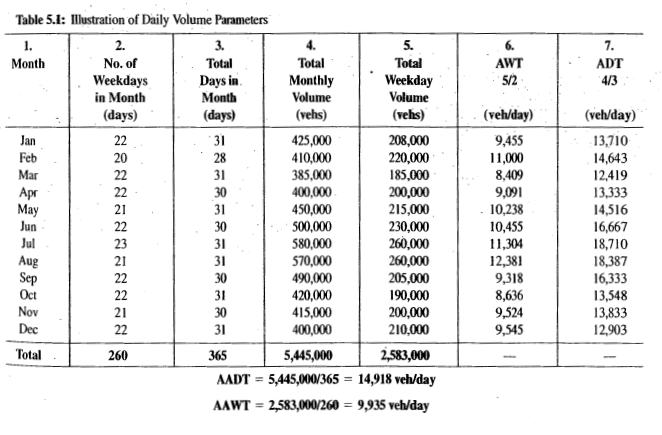 Table 5.1: Illustration of Daily Volume Parameters
1. 2. 3. 4. 5. 6. 7.
Month No. of Total Total Total AWT ADT
Weekdays Days in Monthly Weekday 5/2 4/3
in Month Month Volume Volume
(days) (days) (vehs) (vehs) (veh/day) (veh/day)
Jan 22 31 425,000 208,000 9,455 13,710
Feb 20 28 410,000 220,000 11,000 14,643
Mar 22 31 385,000 185,000 8,409 12,419
Apr 22 30 400,000 200,000 9,091 13,333
May 21 31 450,000 215,000 10,238 14,516
Jun 22 30 500,000 230,000 10,455 16,667
Jul 23 31 580,000 260,000 11,304 18,710
Aug 21 31 570,000 260,000 12,381 18,387
Sep 22 30 490,000 205,000 9,318 16,333
Oct 22 31 420,000 190,000 8,636 13,548
Nov 21 30 415,000 200,000 9,524 13,833
Dec 22 31 400,000 210,000 9,545 12,903
Total 260 365 5,445,000 2,583,000 — —
AADT = 5,445,000/365 = 14,918 veh/day
AAWT = 2,583,000/260 = 9,935 veh/day